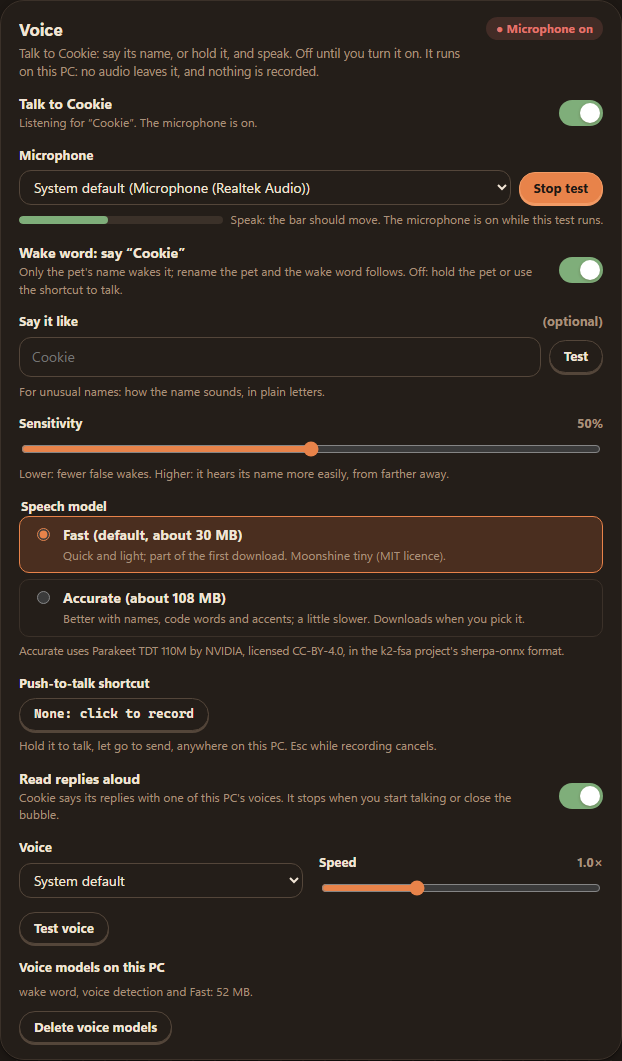 Voice
● Microphone on
Talk to Cookie: say its name, or hold it, and speak. Off until you turn it on. It runs
on this PC: no audio leaves it, and nothing is recorded.
Talk to Cookie
Listening for “Cookie”. The microphone is on.
Microphone
System default (Microphone (Realtek Audio))
Stop test
Speak: the bar should move. The microphone is on while this test runs.
Wake word: say “Cookie”
Only the pet's name wakes it; rename the pet and the wake word follows. Off: hold the pet or use
the shortcut to talk.
Say it like
(optional)
Cookie
Test
For unusual names: how the name sounds, in plain letters.
Sensitivity
50%
Lower: fewer false wakes. Higher: it hears its name more easily, from farther away.
Speech model
Fast (default, about 30 MB)
Quick and light; part of the first download. Moonshine tiny (MIT licence).
Accurate (about 108 MB)
Better with names, code words and accents; a little slower. Downloads when you pick it.
Accurate uses Parakeet TDT 110M by NVIDIA, licensed CC-BY-4.0, in the k2-fsa project's sherpa-onnx format.
Push-to-talk shortcut
None: click to record
Hold it to talk, let go to send, anywhere on this PC. Esc while recording cancels.
Read replies aloud
Cookie says its replies with one of this PC's voices. It stops when you start talking or close the
bubble.
Voice
Speed
1.0×
System default
Test voice
Voice models on this PC
wake word, voice detection and Fast: 52 MB.
Delete voice models